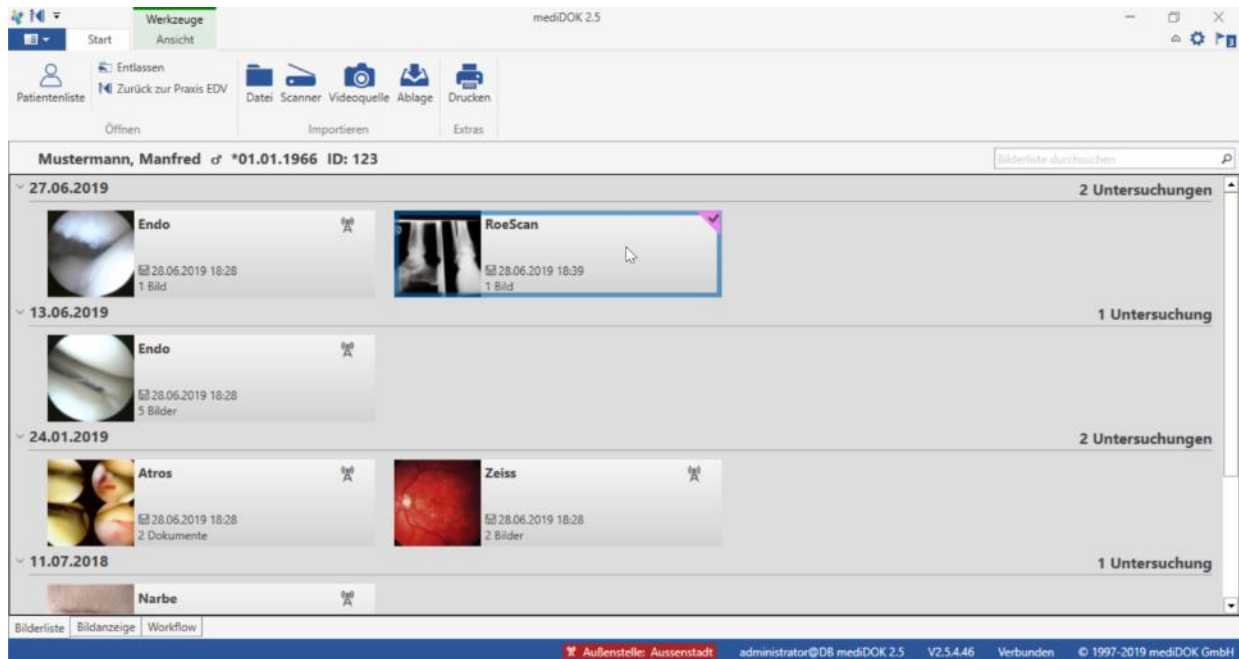 mediDOK 2.5
Werkzeuge
Start Ansicht
Patientenliste
Entlassen
Zurück zur Praxis EDV
Öffnen
Datei Scanner Videoquelle Ablage
Importieren
Drucken
Extras
Mustermann, Manfred ♂ *01.01.1966 ID: 123
Bilderliste durchsuchen
27.06.2019 2 Untersuchungen
Endo
28.06.2019 18:28
1 Bild
RoeScan
28.06.2019 18:39
1 Bild
13.06.2019 1 Untersuchung
Endo
28.06.2019 18:28
5 Bilder
24.01.2019 2 Untersuchungen
Atros
28.06.2019 18:28
2 Dokumente
Zeiss
28.06.2019 18:28
2 Bilder
11.07.2018 1 Untersuchung
Narbe
Bilderliste Bildanzeige Workflow
Außenstelle: Aussenstadt administrator@DB mediDOK 2.5 V2.5.4.46 Verbunden © 1997-2019 mediDOK GmbH